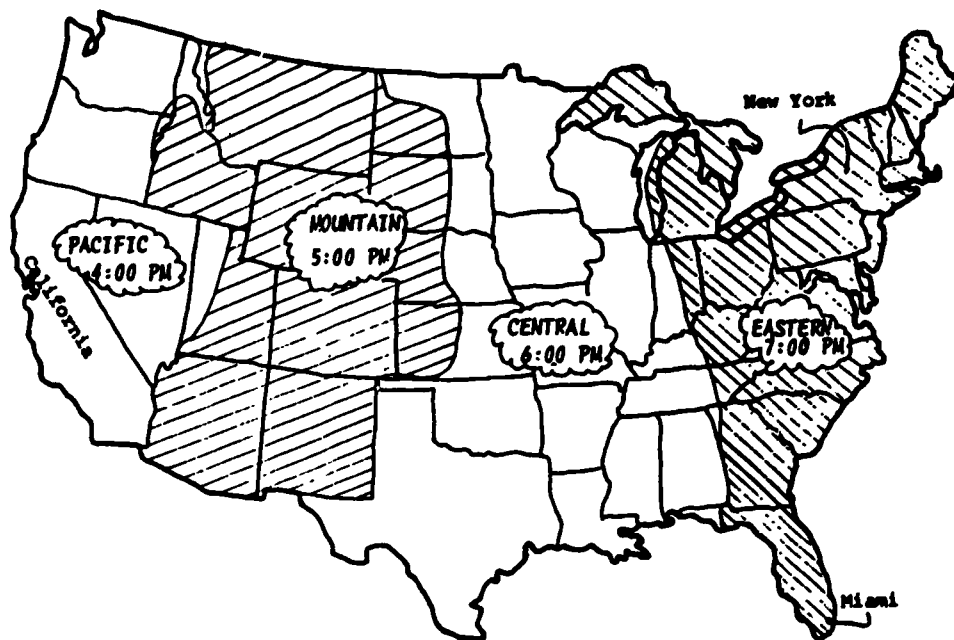 New York
MOUNTAIN
5:00 PM
PACIFIC
4:00 PM
California
CENTRAL
6:00 PM
EASTERN
7:00 PM
Miami